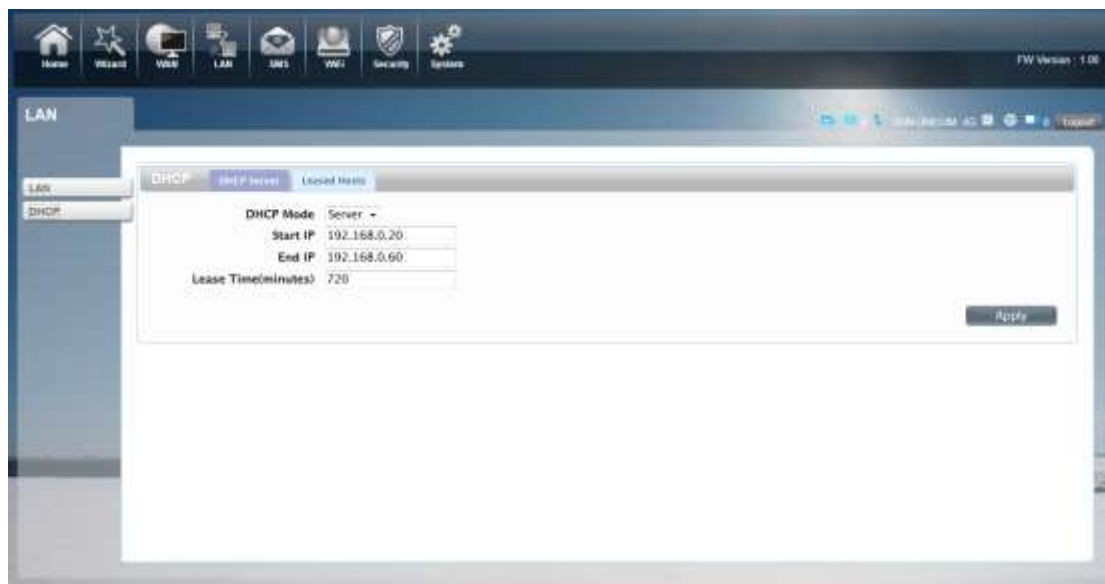 Home Wizard WAN LAN SMS WiFi Security System
FW Version : 1.00
LAN
Logout
LAN
DHCP
DHCP DHCP Server Leased Hosts
DHCP Mode Server
Start IP 192.168.0.20
End IP 192.168.0.60
Lease Time(minutes) 720
Apply